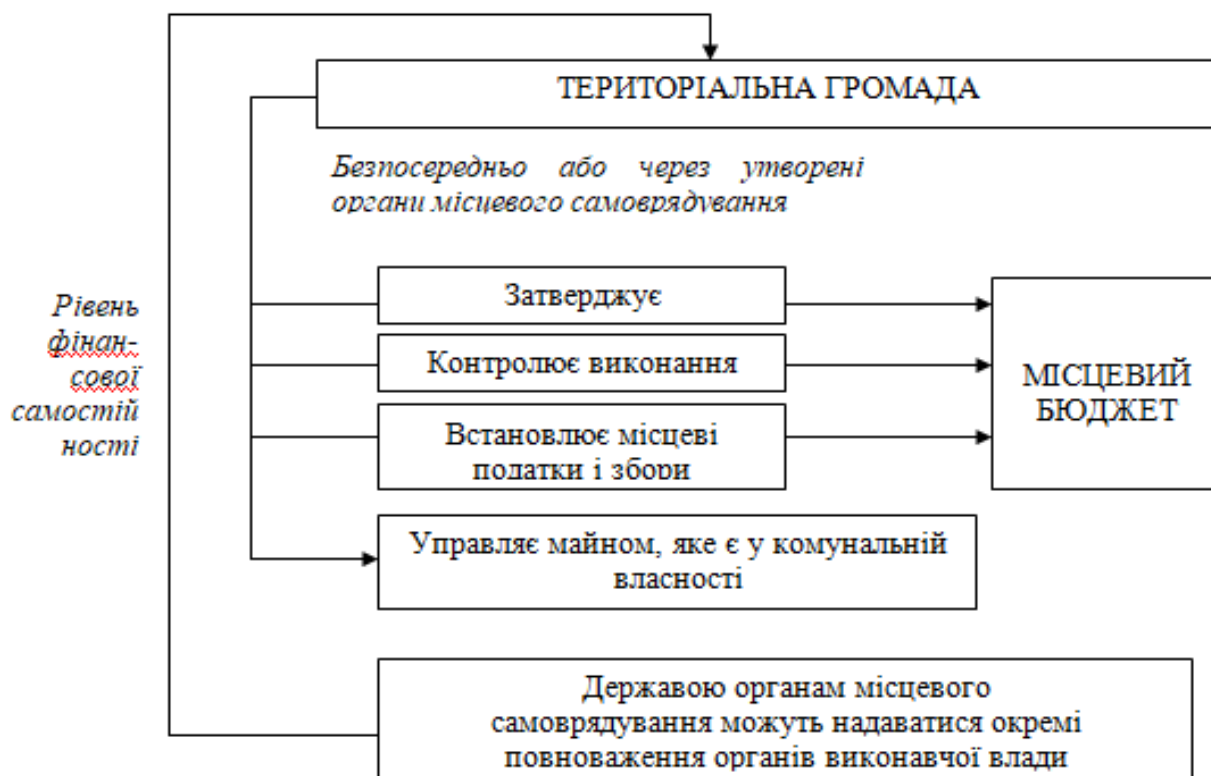 ТЕРИТОРІАЛЬНА ГРОМАДА
Безпосередньо або через утворені
органи місцевого самоврядування
Затверджує
Контролює виконання
Встановлює місцеві
податки і збори
МІСЦЕВИЙ
БЮДЖЕТ
Рівень
фінан-
сової
самостій
ності
Управляє майном, яке є у комунальній
власності
Державою органам місцевого
самоврядування можуть надаватися окремі
повноваження органів виконавчої влади